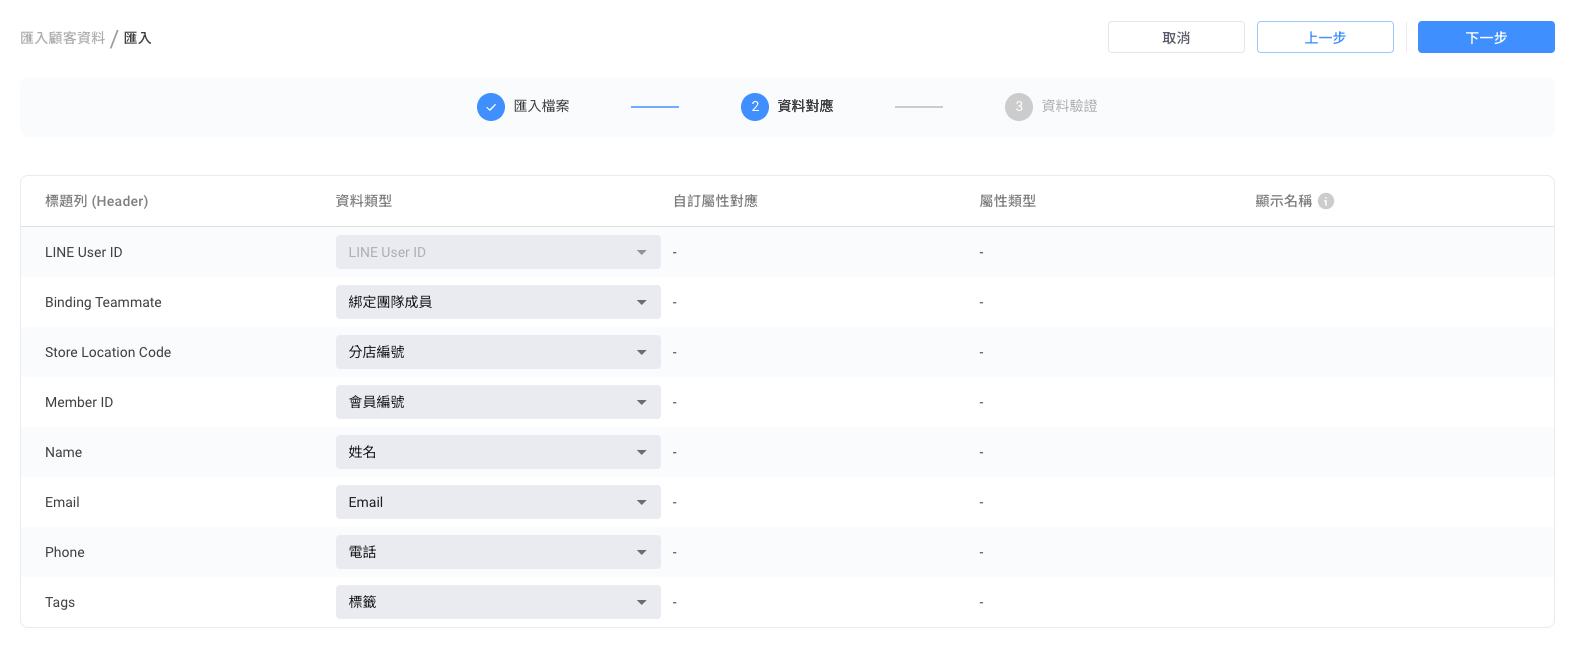 匯入顧客資料 / 匯入
取消
上一步
下一步
匯入檔案
2 資料對應
3 資料驗證
標題列 (Header) 資料類型 自訂屬性對應 屬性類型 顯示名稱
LINE User ID LINE User ID - -
Binding Teammate 綁定團隊成員 - -
Store Location Code 分店編號 - -
Member ID 會員編號 - -
Name 姓名 - -
Email Email - -
Phone 電話 - -
Tags 標籤 - -